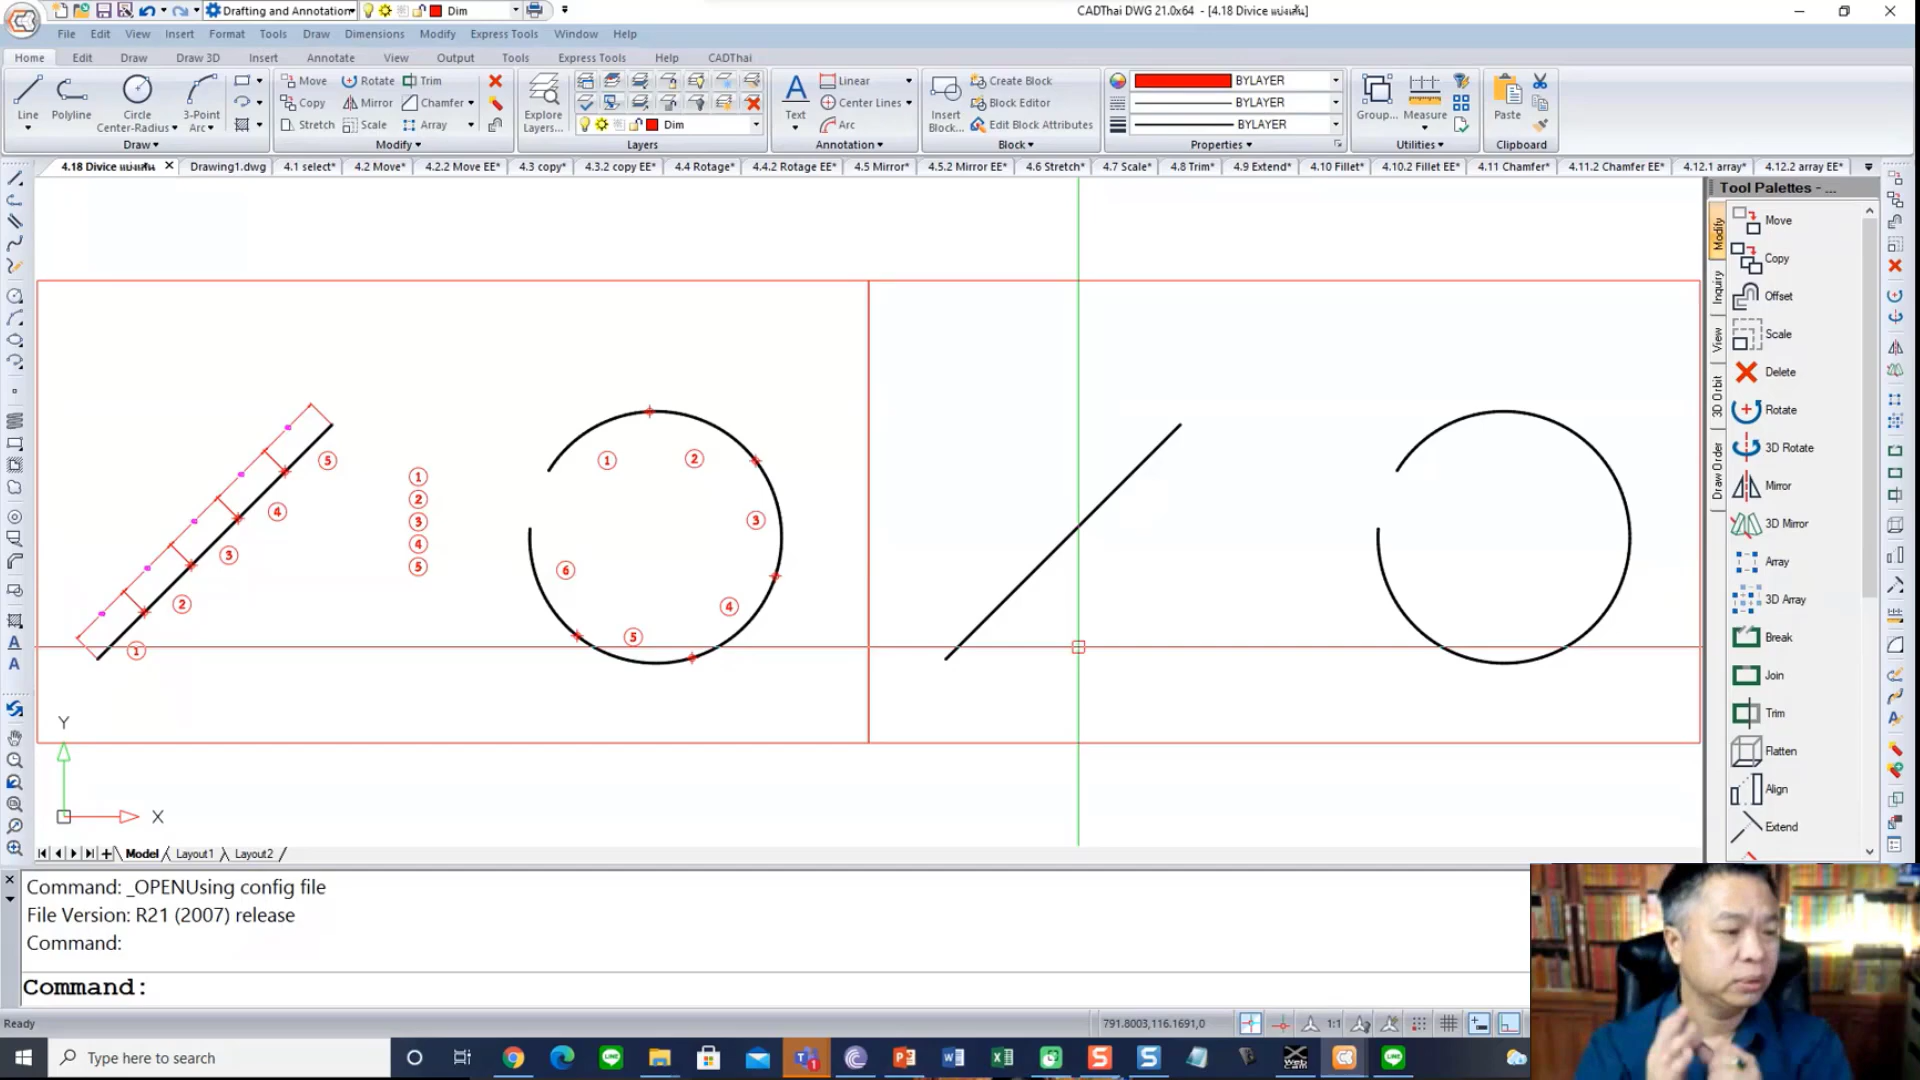 Drafting and Annotation
Dim
CADThai DWG 21.0x64 - [4.18 Divice แบ่งเส้น]
File Edit View Insert Format Tools Draw Dimensions Modify Express Tools Window Help
Home Edit Draw Draw 3D Insert Annotate View Output Tools Express Tools Help CADThai
Line
Polyline
Circle
Center-Radius
3-Point
Arc
Draw
Move Rotate Trim
Copy Mirror Chamfer
Stretch Scale Array
Modify
Explore
Layers...
Dim
Layers
Text
Linear
Center Lines
Arc
Annotation
Insert
Block...
Create Block
Block Editor
Edit Block Attributes
Block
BYLAYER
BYLAYER
BYLAYER
Properties
Group...
Measure
Utilities
Paste
Clipboard
4.18 Divice แบ่งเส้น Drawing1.dwg 4.1 select* 4.2 Move* 4.2.2 Move EE* 4.3 copy* 4.3.2 copy EE* 4.4 Rotage* 4.4.2 Rotage EE* 4.5 Mirror* 4.5.2 Mirror EE* 4.6 Stretch* 4.7 Scale* 4.8 Trim* 4.9 Extend* 4.10 Fillet* 4.10.2 Fillet EE* 4.11 Chamfer* 4.11.2 Chamfer EE* 4.12.1 array* 4.12.2 array EE*
Tool Palettes - ...
Modify
Inquiry
View
3D Orbit
Draw Order
Move
Copy
Offset
Scale
Delete
Rotate
3D Rotate
Mirror
3D Mirror
Array
3D Array
Break
Join
Trim
Flatten
Align
Extend
1
2
3
4
5
1
2
3
4
5
1
2
3
4
5
6
Y
X
Model Layout1 Layout2
Command: _OPENUsing config file
File Version: R21 (2007) release
Command:
Command:
Ready
791.8003,116.1691,0
1:1
Type here to search